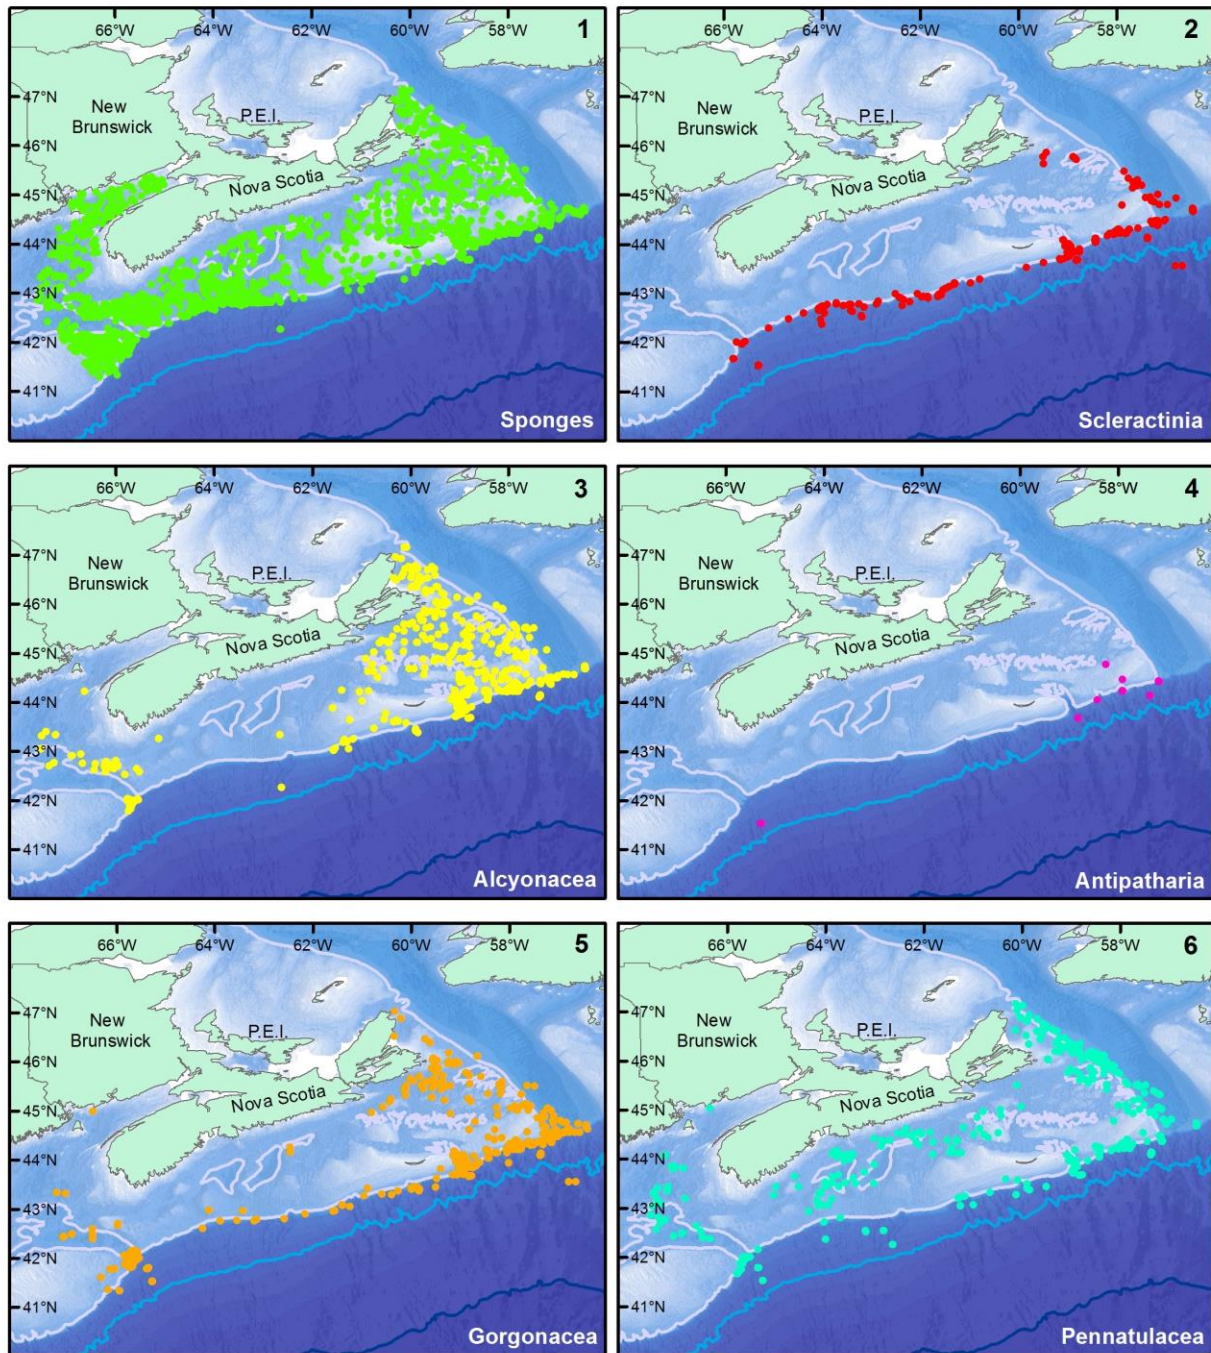 66°W 64°W 62°W 60°W 58°W 1
47°N
46°N
45°N
44°N
43°N
42°N
41°N
New
Brunswick
P.E.I.
Nova Scotia
Sponges
66°W 64°W 62°W 60°W 58°W 2
47°N
46°N
45°N
44°N
43°N
42°N
41°N
New
Brunswick
P.E.I.
Nova Scotia
Scleractinia
66°W 64°W 62°W 60°W 58°W 3
47°N
46°N
45°N
44°N
43°N
42°N
41°N
New
Brunswick
P.E.I.
Nova Scotia
Alcyonacea
66°W 64°W 62°W 60°W 58°W 4
47°N
46°N
45°N
44°N
43°N
42°N
41°N
New
Brunswick
P.E.I.
Nova Scotia
Antipatharia
66°W 64°W 62°W 60°W 58°W 5
47°N
46°N
45°N
44°N
43°N
42°N
41°N
New
Brunswick
P.E.I.
Nova Scotia
Gorgonacea
66°W 64°W 62°W 60°W 58°W 6
47°N
46°N
45°N
44°N
43°N
42°N
41°N
New
Brunswick
P.E.I.
Nova Scotia
Pennatulacea